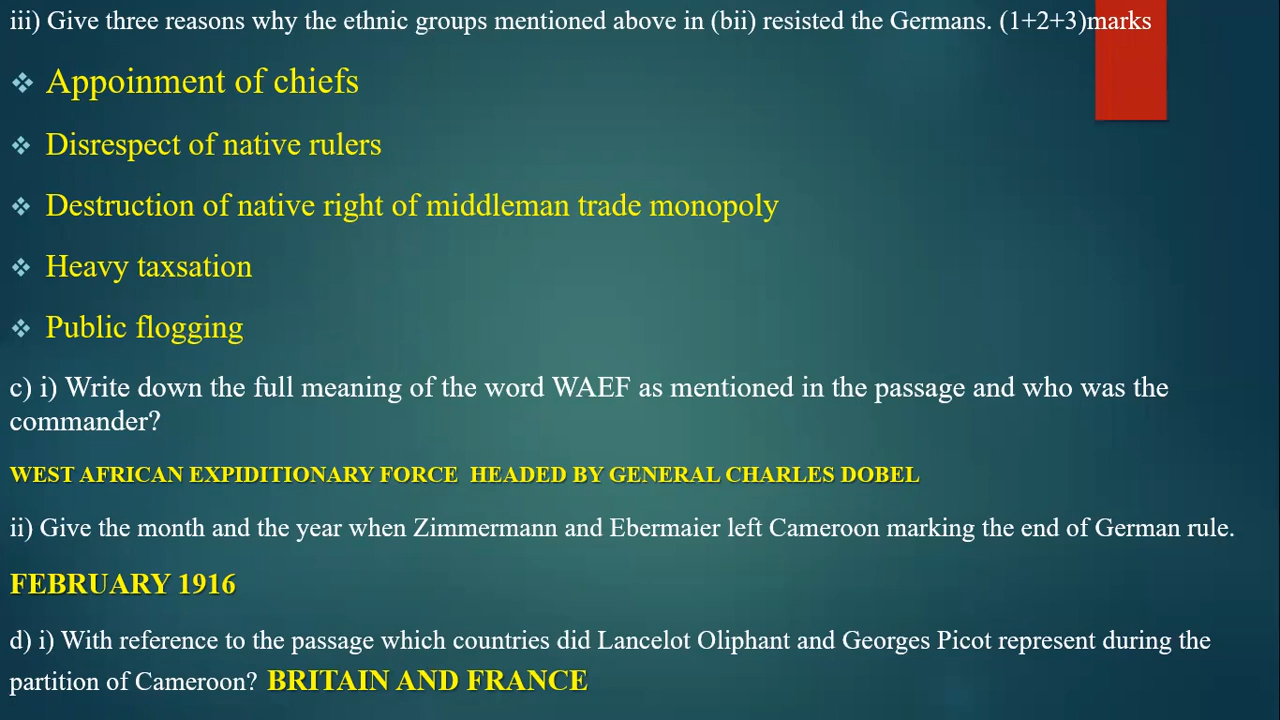 iii) Give three reasons why the ethnic groups mentioned above in (bii) resisted the Germans. (1+2+3)marks
❖ Appoinment of chiefs
❖ Disrespect of native rulers
❖ Destruction of native right of middleman trade monopoly
❖ Heavy taxsation
❖ Public flogging
c) i) Write down the full meaning of the word WAEF as mentioned in the passage and who was the
commander?
WEST AFRICAN EXPIDITIONARY FORCE HEADED BY GENERAL CHARLES DOBEL
ii) Give the month and the year when Zimmermann and Ebermaier left Cameroon marking the end of German rule.
FEBRUARY 1916
d) i) With reference to the passage which countries did Lancelot Oliphant and Georges Picot represent during the
partition of Cameroon? BRITAIN AND FRANCE